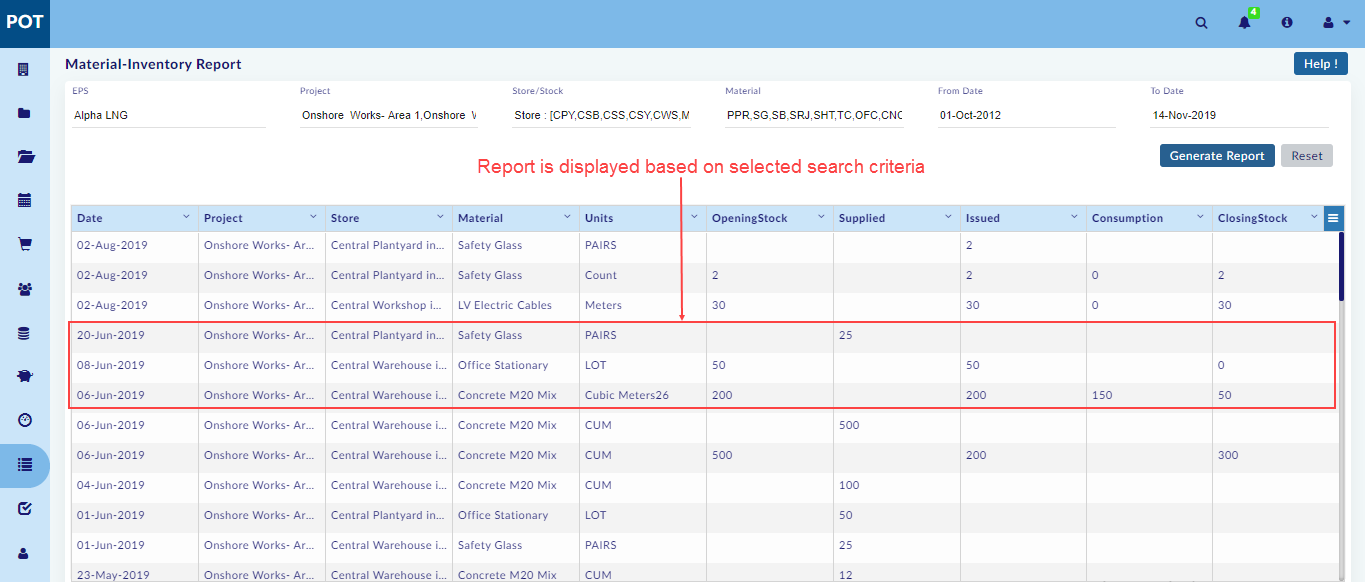 POT
4
Material-Inventory Report
Help !
EPS Project Store/Stock Material From Date To Date
Alpha LNG Onshore Works- Area 1,Onshore Store : [CPY,CSB,CSS,CSY,CWS,M PPR,SG,SB,SRJ,SHT,TC,OFC,CNC 01-Oct-2012 14-Nov-2019
Generate Report Reset
Report is displayed based on selected search criteria
Date Project Store Material Units OpeningStock Supplied Issued Consumption ClosingStock
02-Aug-2019 Onshore Works- Ar... Central Plantyard in... Safety Glass PAIRS 2
02-Aug-2019 Onshore Works- Ar... Central Plantyard in... Safety Glass Count 2 2 0 2
02-Aug-2019 Onshore Works- Ar... Central Workshop i... LV Electric Cables Meters 30 30 0 30
20-Jun-2019 Onshore Works- Ar... Central Plantyard in... Safety Glass PAIRS 25
08-Jun-2019 Onshore Works- Ar... Central Warehouse i... Office Stationary LOT 50 50 0
06-Jun-2019 Onshore Works- Ar... Central Warehouse i... Concrete M20 Mix Cubic Meters26 200 200 150 50
06-Jun-2019 Onshore Works- Ar... Central Warehouse i... Concrete M20 Mix CUM 500
06-Jun-2019 Onshore Works- Ar... Central Warehouse i... Concrete M20 Mix CUM 500 200 300
04-Jun-2019 Onshore Works- Ar... Central Warehouse i... Concrete M20 Mix CUM 100
01-Jun-2019 Onshore Works- Ar... Central Plantyard in... Office Stationary LOT 50
01-Jun-2019 Onshore Works- Ar... Central Warehouse i... Safety Glass PAIRS 25
23-May-2019 Onshore Works- Ar... Central Warehouse i... Concrete M20 Mix CUM 12